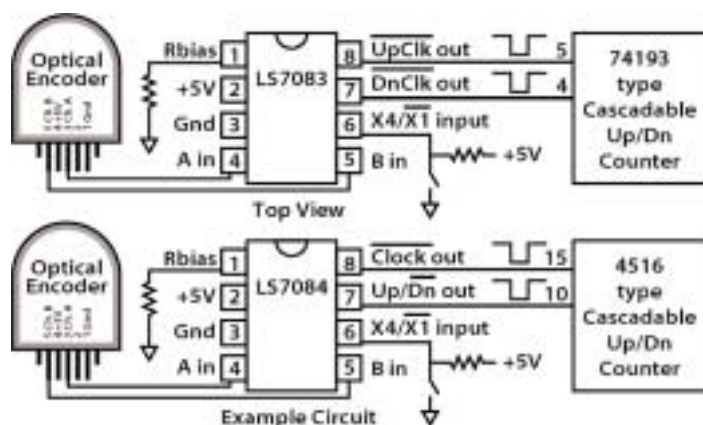 Optical
Encoder
Rbias 1
+5V 2
Gnd 3
A in 4
LS7083
8 UpClk out
7 DnClk out
6 X4/X1 input
5 B in
+5V
5
4
74193
type
Cascadable
Up/Dn
Counter
Top View
Optical
Encoder
Rbias 1
+5V 2
Gnd 3
A in 4
LS7084
8 Clock out
7 Up/Dn out
6 X4/X1 input
5 B in
+5V
15
10
4516
type
Cascadable
Up/Dn
Counter
Example Circuit